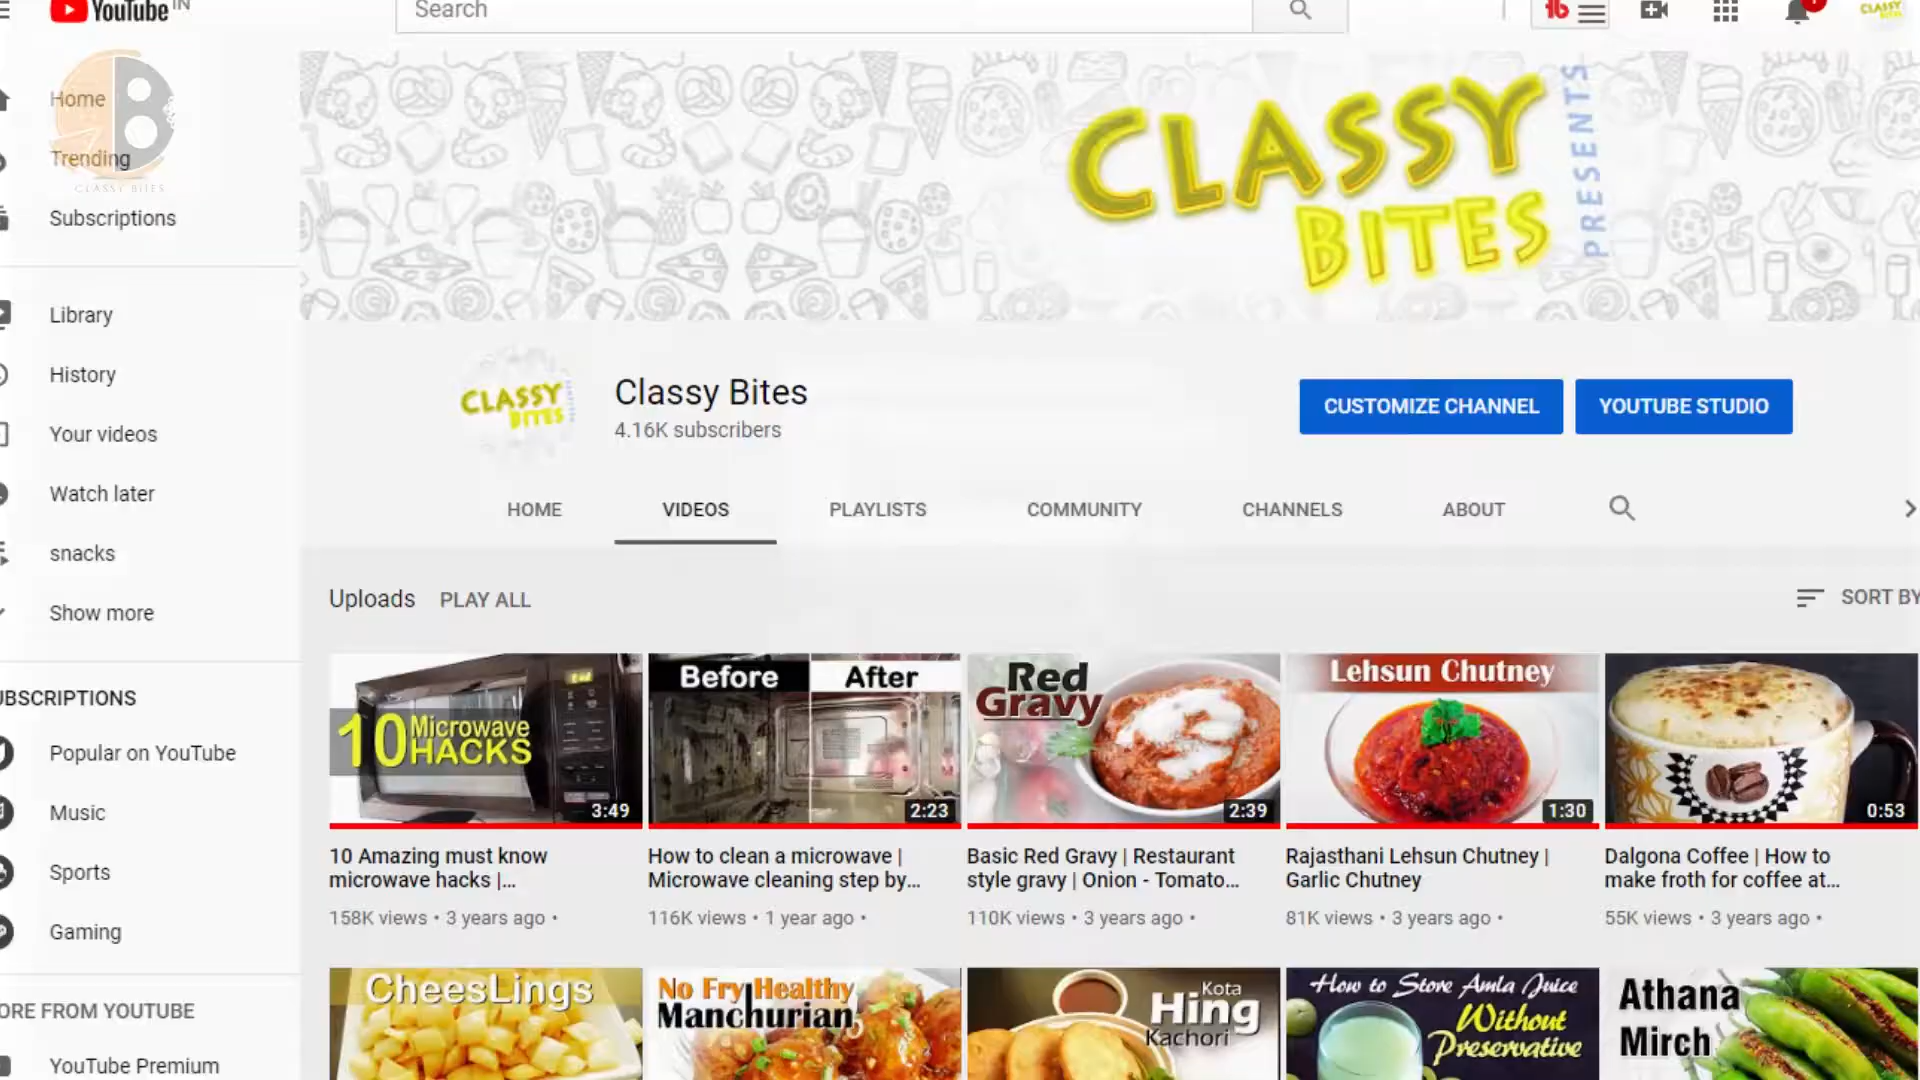 YouTube IN
Search
Home
Trending
CLASSY BITES
Subscriptions
Library
History
Your videos
Watch later
snacks
Show more
UBSCRIPTIONS
Popular on YouTube
Music
Sports
Gaming
ORE FROM YOUTUBE
YouTube Premium
CLASSY
BITES
PRESENTS
CLASSY
BITES
Classy Bites
4.16K subscribers
CUSTOMIZE CHANNEL
YOUTUBE STUDIO
HOME
VIDEOS
PLAYLISTS
COMMUNITY
CHANNELS
ABOUT
Uploads
PLAY ALL
SORT BY
10 Microwave
HACKS
3:49
10 Amazing must know
microwave hacks |...
158K views • 3 years ago •
Before
After
2:23
How to clean a microwave |
Microwave cleaning step by...
116K views • 1 year ago •
Red
Gravy
2:39
Basic Red Gravy | Restaurant
style gravy | Onion - Tomato...
110K views • 3 years ago •
Lehsun Chutney
1:30
Rajasthani Lehsun Chutney |
Garlic Chutney
81K views • 3 years ago •
0:53
Dalgona Coffee | How to
make froth for coffee at...
55K views • 3 years ago •
CheesLings
No Fry Healthy
Manchurian
Kota
Hing
Kachori
How to Store Amla Juice
Without
Preservative
Athana
Mirch